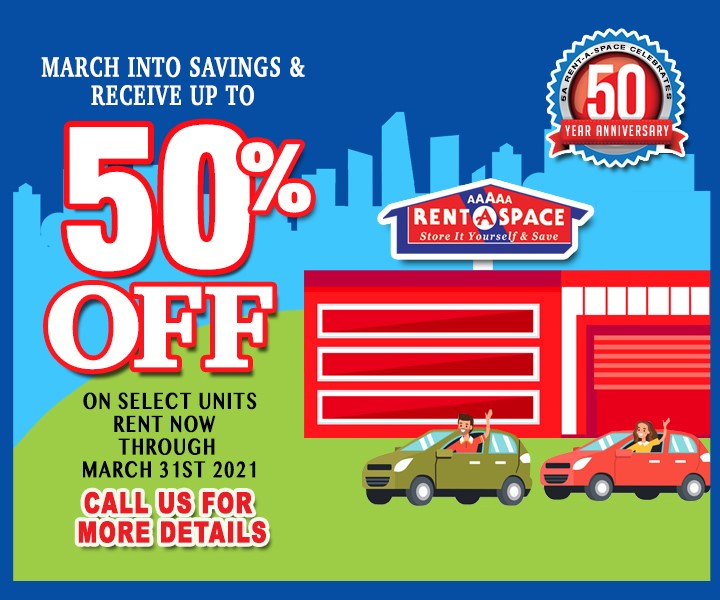 MARCH INTO SAVINGS &
RECEIVE UP TO
50%
OFF
ON SELECT UNITS
RENT NOW
THROUGH
MARCH 31ST 2021
CALL US FOR
MORE DETAILS
5A RENT-A-SPACE CELEBRATES
50
YEAR ANNIVERSARY
AAAAA
RENT A SPACE
Store It Yourself & Save